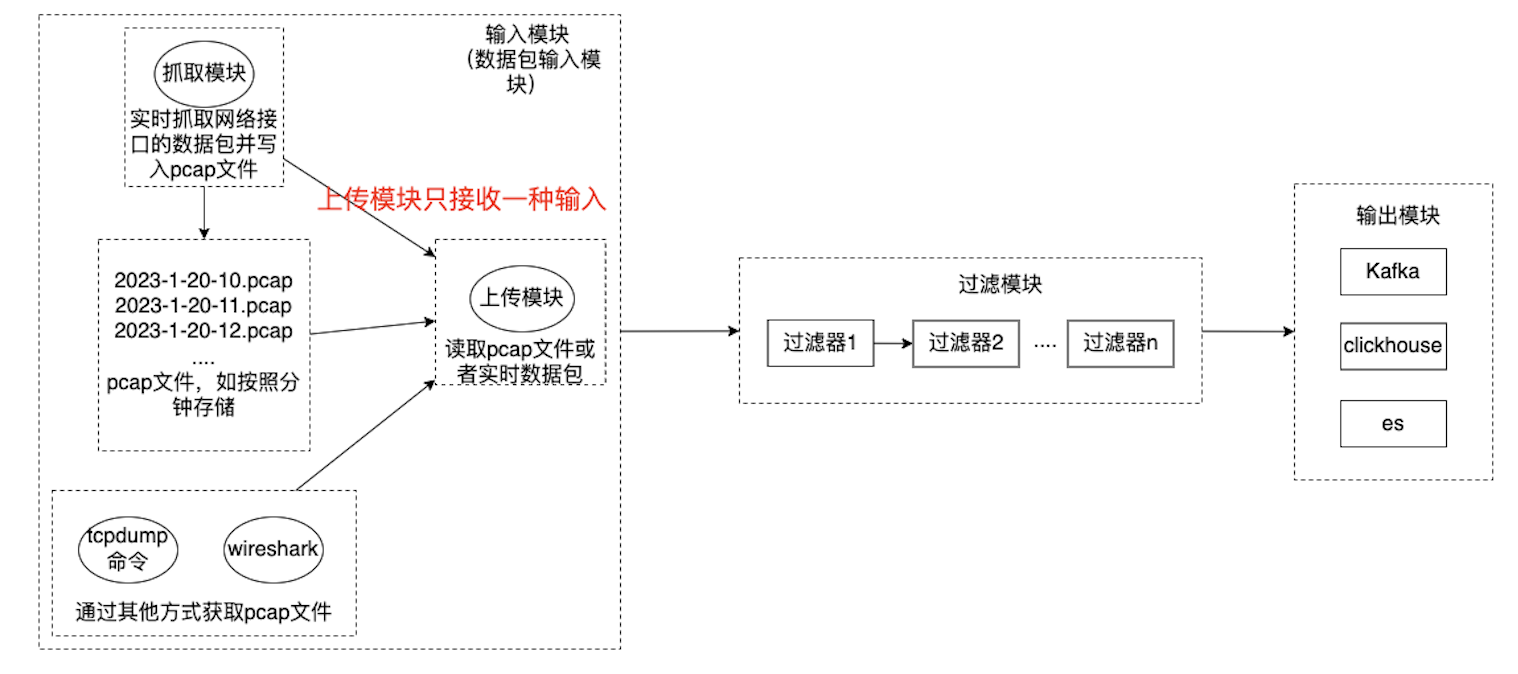 输入模块
（数据包输入模
块）
抓取模块
实时抓取网络接
口的数据包并写
入pcap文件
上传模块只接收一种输入
2023-1-20-10.pcap
2023-1-20-11.pcap
2023-1-20-12.pcap
....
pcap文件，如按照分
钟存储
上传模块
读取pcap文件或
者实时数据包
tcpdump
命令
wireshark
通过其他方式获取pcap文件
过滤模块
过滤器1
过滤器2
....
过滤器n
输出模块
Kafka
clickhouse
es